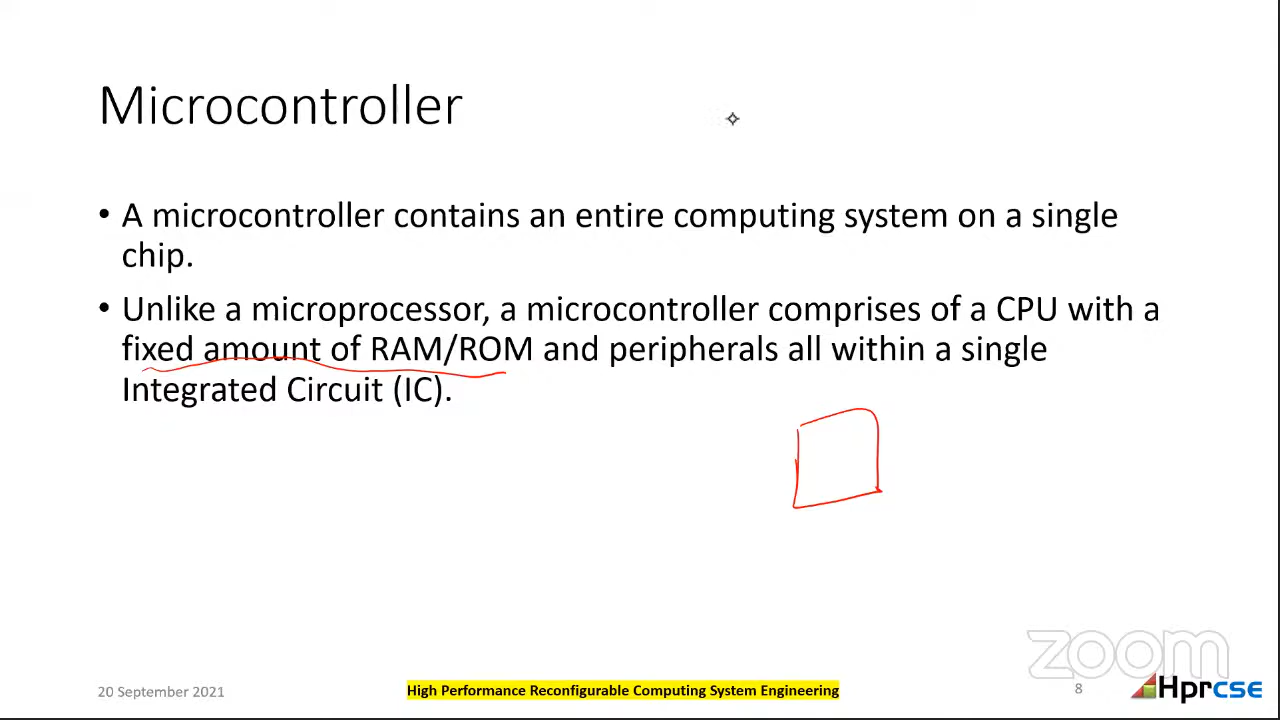 Microcontroller
• A microcontroller contains an entire computing system on a single
chip.
• Unlike a microprocessor, a microcontroller comprises of a CPU with a
fixed amount of RAM/ROM and peripherals all within a single
Integrated Circuit (IC).
zoom
20 September 2021
High Performance Reconfigurable Computing System Engineering
8
Hprcse